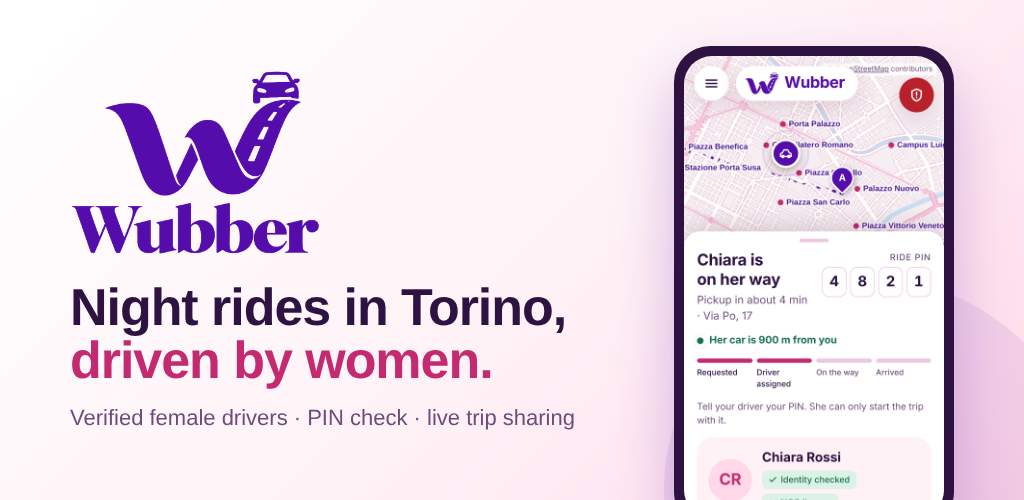 Wubber
Night rides in Torino,
driven by women.
Verified female drivers · PIN check · live trip sharing
StreetMap contributors
Wubber
Porta Palazzo
Piazza Benefica
Romano
Campus
Stazione Porta Susa
Piazza
A
Palazzo Nuovo
Piazza San Carlo
Piazza Vittorio Veneto
Chiara is
on her way
RIDE PIN
4 8 2 1
Pickup in about 4 min
· Via Po, 17
Her car is 900 m from you
Requested
Driver
assigned
On the way
Arrived
Tell your driver your PIN. She can only start the trip
with it.
CR
Chiara Rossi
Identity checked